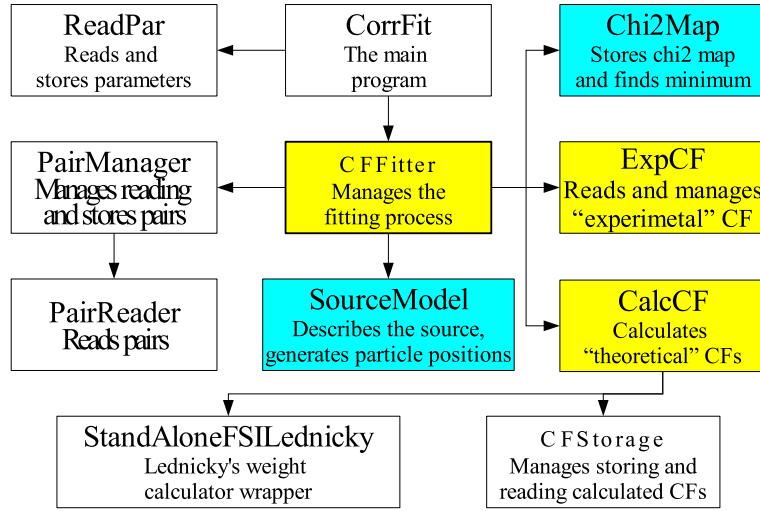 ReadPar
Reads and
stores parameters
CorrFit
The main
program
Chi2Map
Stores chi2 map
and finds minimum
PairManager
Manages reading
and stores pairs
CFFitter
Manages the
fitting process
ExpCF
Reads and manages
“experimetal” CF
PairReader
Reads pairs
SourceModel
Describes the source,
generates particle positions
CalcCF
Calculates
“theoretical” CFs
StandAloneFSILednicky
Lednicky's weight
calculator wrapper
CFStorage
Manages storing and
reading calculated CFs